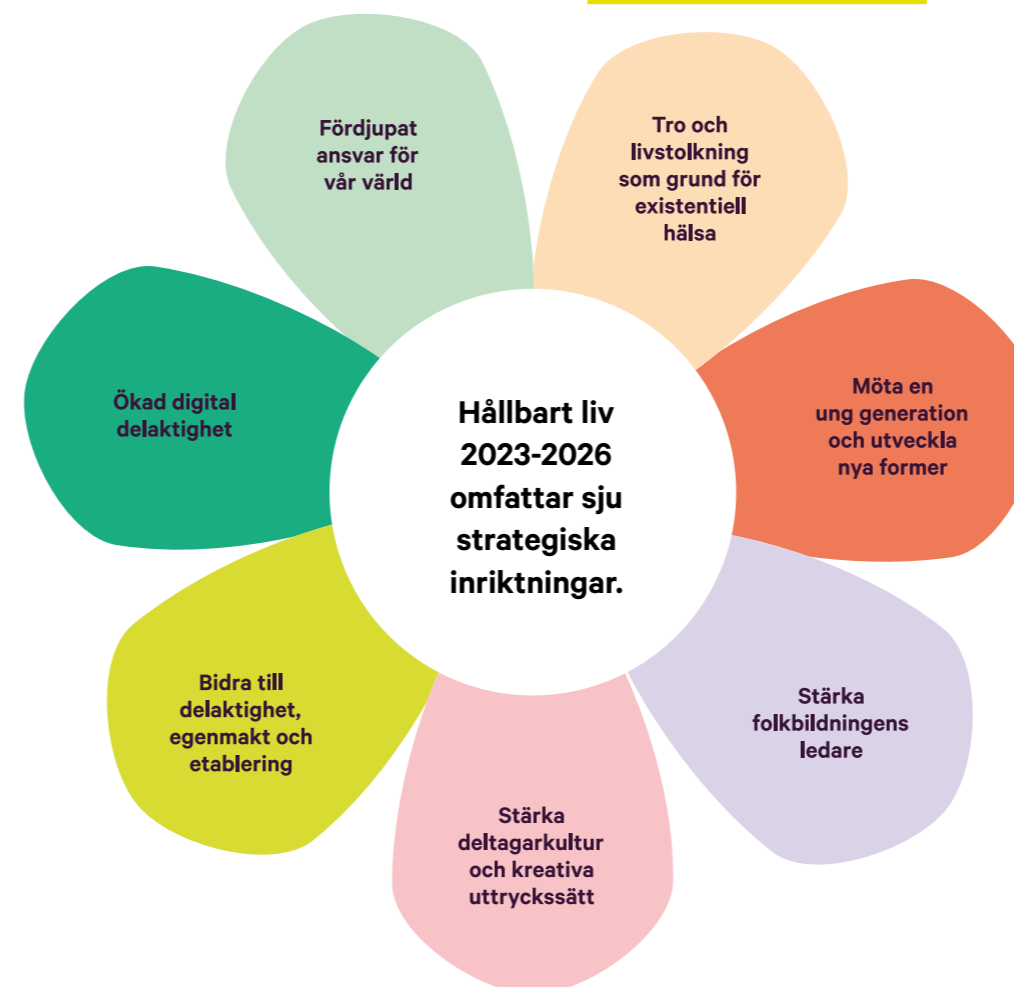 Fördjupat
ansvar för
vår värld
Tro och
livstolkning
som grund för
existentiell
hälsa
Möta en
ung generation
och utveckla
nya former
Stärka
folkbildningens
ledare
Stärka
deltagarkultur
och kreativa
uttryckssätt
Bidra till
delaktighet,
egenmakt och
etablering
Ökad digital
delaktighet
Hållbart liv
2023-2026
omfattar sju
strategiska
inriktningar.